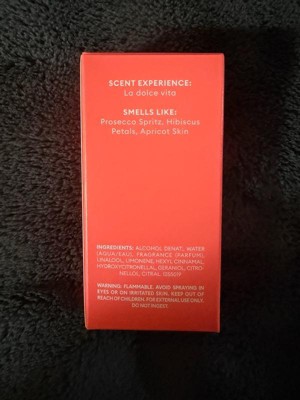 SCENT EXPERIENCE:
La dolce vita
SMELLS LIKE:
Prosecco Spritz, Hibiscus
Petals, Apricot Skin
INGREDIENTS: ALCOHOL DENAT., WATER
(AQUA/EAU), FRAGRANCE (PARFUM),
LINALOOL, LIMONENE, HEXYL CINNAMAL,
HYDROXYCITRONELLAL, GERANIOL, CITRO-
NELLOL, CITRAL.
WARNING: FLAMMABLE. AVOID SPRAYING IN
EYES OR ON IRRITATED SKIN. KEEP OUT OF
REACH OF CHILDREN. FOR EXTERNAL USE ONLY.
DO NOT INGEST.